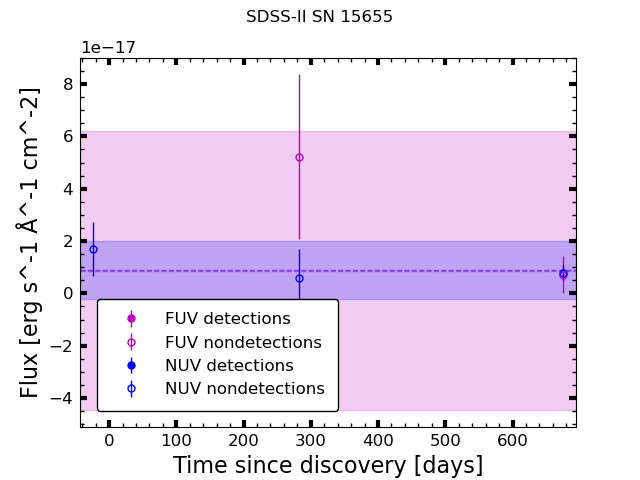 SDSS-II SN 15655
1e−17
Flux [erg s^-1 Å^-1 cm^-2]
8
6
4
2
0
−2
−4
FUV detections
FUV nondetections
NUV detections
NUV nondetections
0 100 200 300 400 500 600
Time since discovery [days]